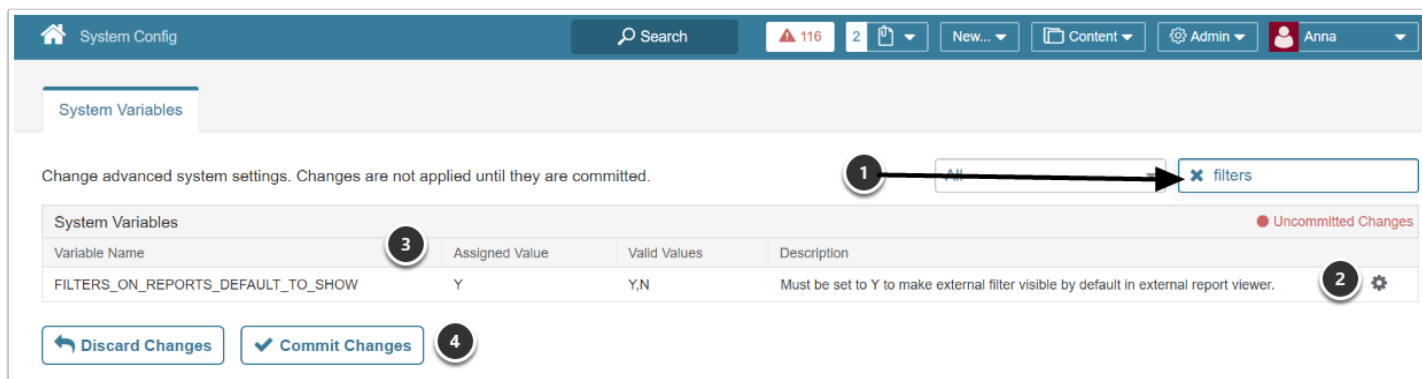 System Config Search 116 2 New... Content Admin Anna
System Variables
Change advanced system settings. Changes are not applied until they are committed. 1 All filters
System Variables Uncommitted Changes
Variable Name 3 Assigned Value Valid Values Description
FILTERS_ON_REPORTS_DEFAULT_TO_SHOW Y Y,N Must be set to Y to make external filter visible by default in external report viewer. 2
Discard Changes Commit Changes 4